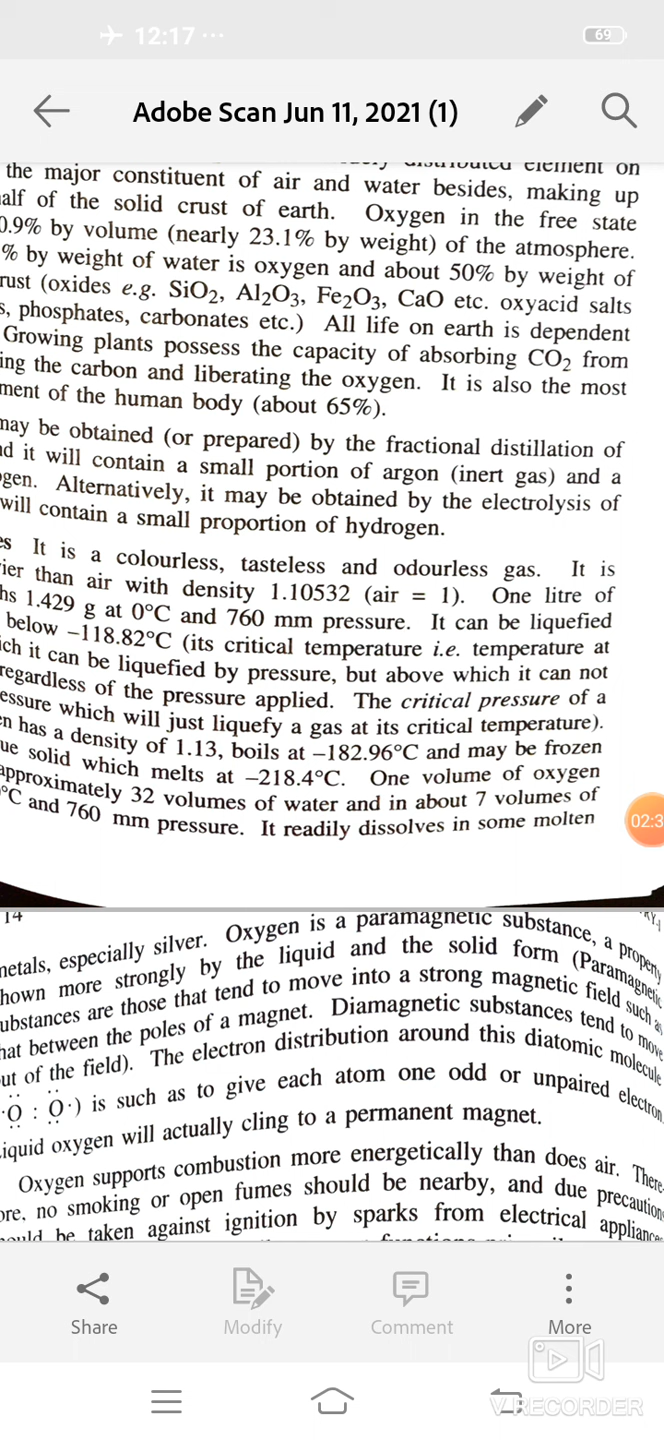 12:17 ...
69
Adobe Scan Jun 11, 2021 (1)
distributed element on
the major constituent of air and water besides, making up
alf of the solid crust of earth. Oxygen in the free state
0.9% by volume (nearly 23.1% by weight) of the atmosphere.
% by weight of water is oxygen and about 50% by weight of
rust (oxides e.g. SiO2, Al2O3, Fe2O3, CaO etc. oxyacid salts
s, phosphates, carbonates etc.) All life on earth is dependent
Growing plants possess the capacity of absorbing CO2 from
ing the carbon and liberating the oxygen. It is also the most
ment of the human body (about 65%).
may be obtained (or prepared) by the fractional distillation of
nd it will contain a small portion of argon (inert gas) and a
ogen. Alternatively, it may be obtained by the electrolysis of
will contain a small proportion of hydrogen.
es It is a colourless, tasteless and odourless gas. It is
ier than air with density 1.10532 (air = 1). One litre of
hs 1.429 g at 0°C and 760 mm pressure. It can be liquefied
below –118.82°C (its critical temperature i.e. temperature at
ich it can be liquefied by pressure, but above which it can not
regardless of the pressure applied. The critical pressure of a
essure which will just liquefy a gas at its critical temperature).
en has a density of 1.13, boils at –182.96°C and may be frozen
ue solid which melts at –218.4°C. One volume of oxygen
approximately 32 volumes of water and in about 7 volumes of
°C and 760 mm pressure. It readily dissolves in some molten
02:3
14
RY-I
netals, especially silver. Oxygen is a paramagnetic substance, a property
hown more strongly by the liquid and the solid form (Paramagnetic
ubstances are those that tend to move into a strong magnetic field such as
hat between the poles of a magnet. Diamagnetic substances tend to move
out of the field). The electron distribution around this diatomic molecule
·Ö : Ö·) is such as to give each atom one odd or unpaired electron.
iquid oxygen will actually cling to a permanent magnet.
Oxygen supports combustion more energetically than does air. There-
ore, no smoking or open fumes should be nearby, and due precaution
ould be taken against ignition by sparks from electrical appliance
Share
Modify
Comment
More
V RECORDER